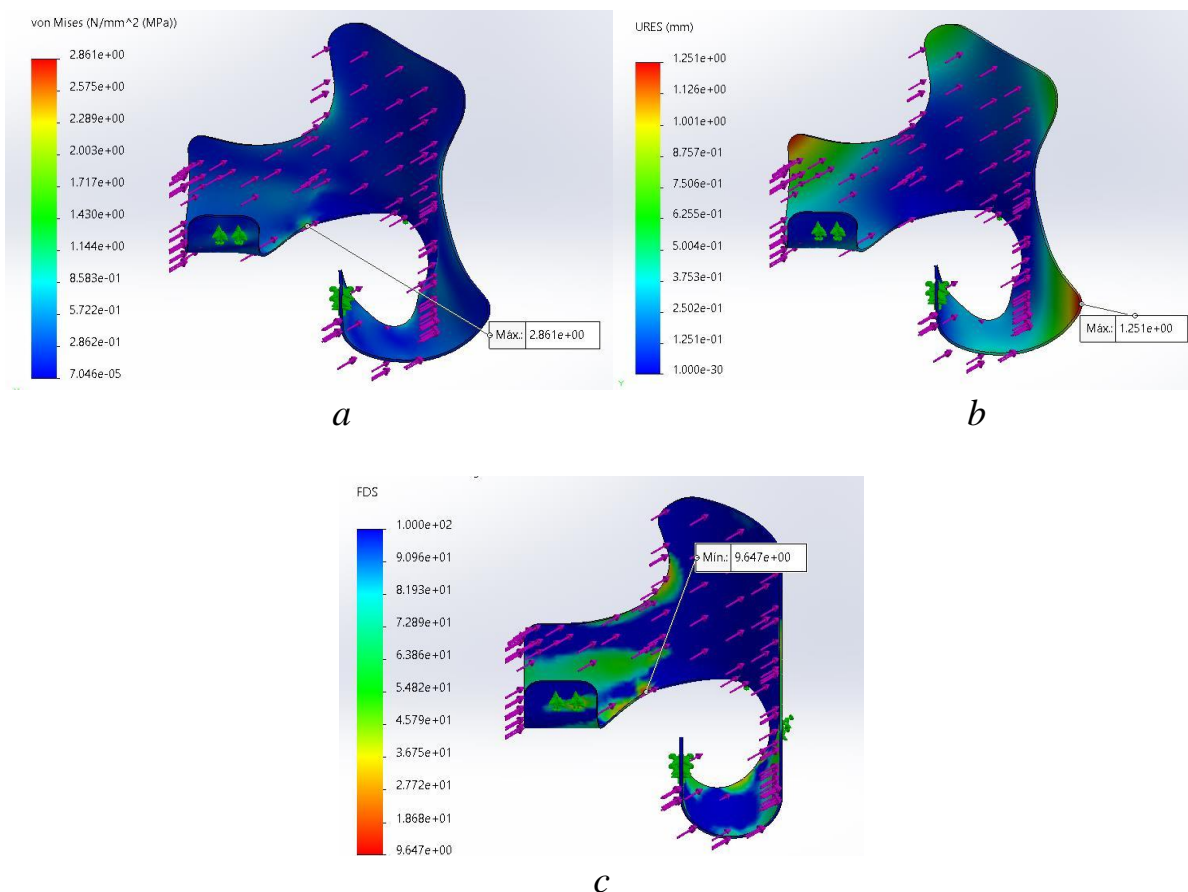 von Mises (N/mm^2 (MPa))
2.861e+00
2.575e+00
2.289e+00
2.003e+00
1.717e+00
1.430e+00
1.144e+00
8.583e-01
5.722e-01
2.862e-01
7.046e-05
Máx.: 2.861e+00
a
URES (mm)
1.251e+00
1.126e+00
1.001e+00
8.757e-01
7.506e-01
6.255e-01
5.004e-01
3.753e-01
2.502e-01
1.251e-01
1.000e-30
Máx.: 1.251e+00
Y
b
FDS
1.000e+02
9.096e+01
8.193e+01
7.289e+01
6.386e+01
5.482e+01
4.579e+01
3.675e+01
2.772e+01
1.868e+01
9.647e+00
Mín.: 9.647e+00
c